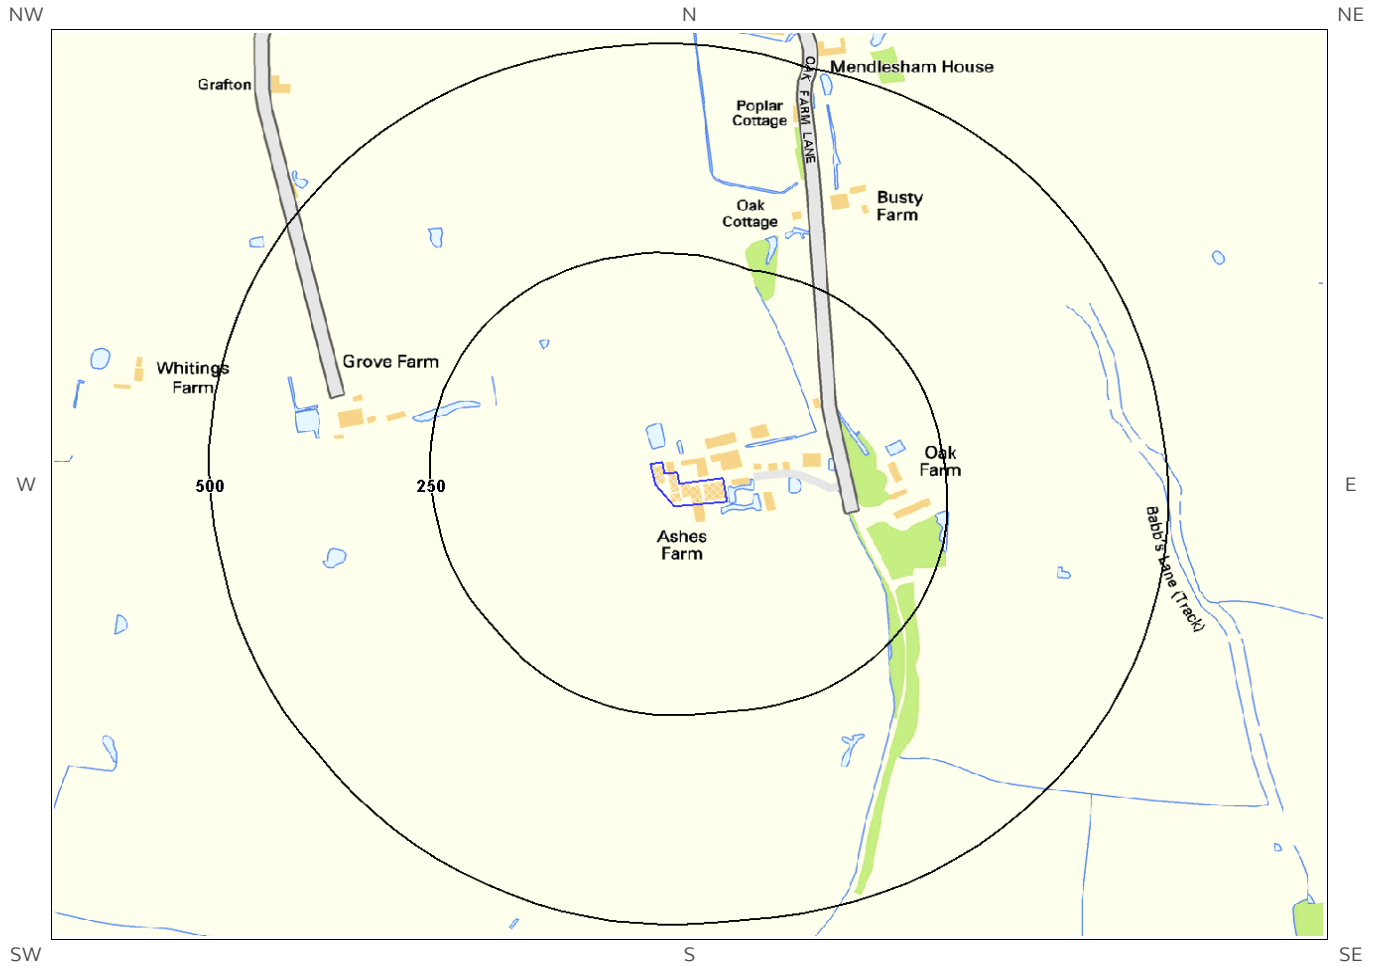 NW
N
NE
OAK FARM LANE
Mendlesham House
Grafton
Poplar
Cottage
Busty
Farm
Oak
Cottage
Grove Farm
Whitings
Farm
Oak
Farm
W
500
250
E
Ashes
Farm
Babb's Lane (Track)
SW
S
SE